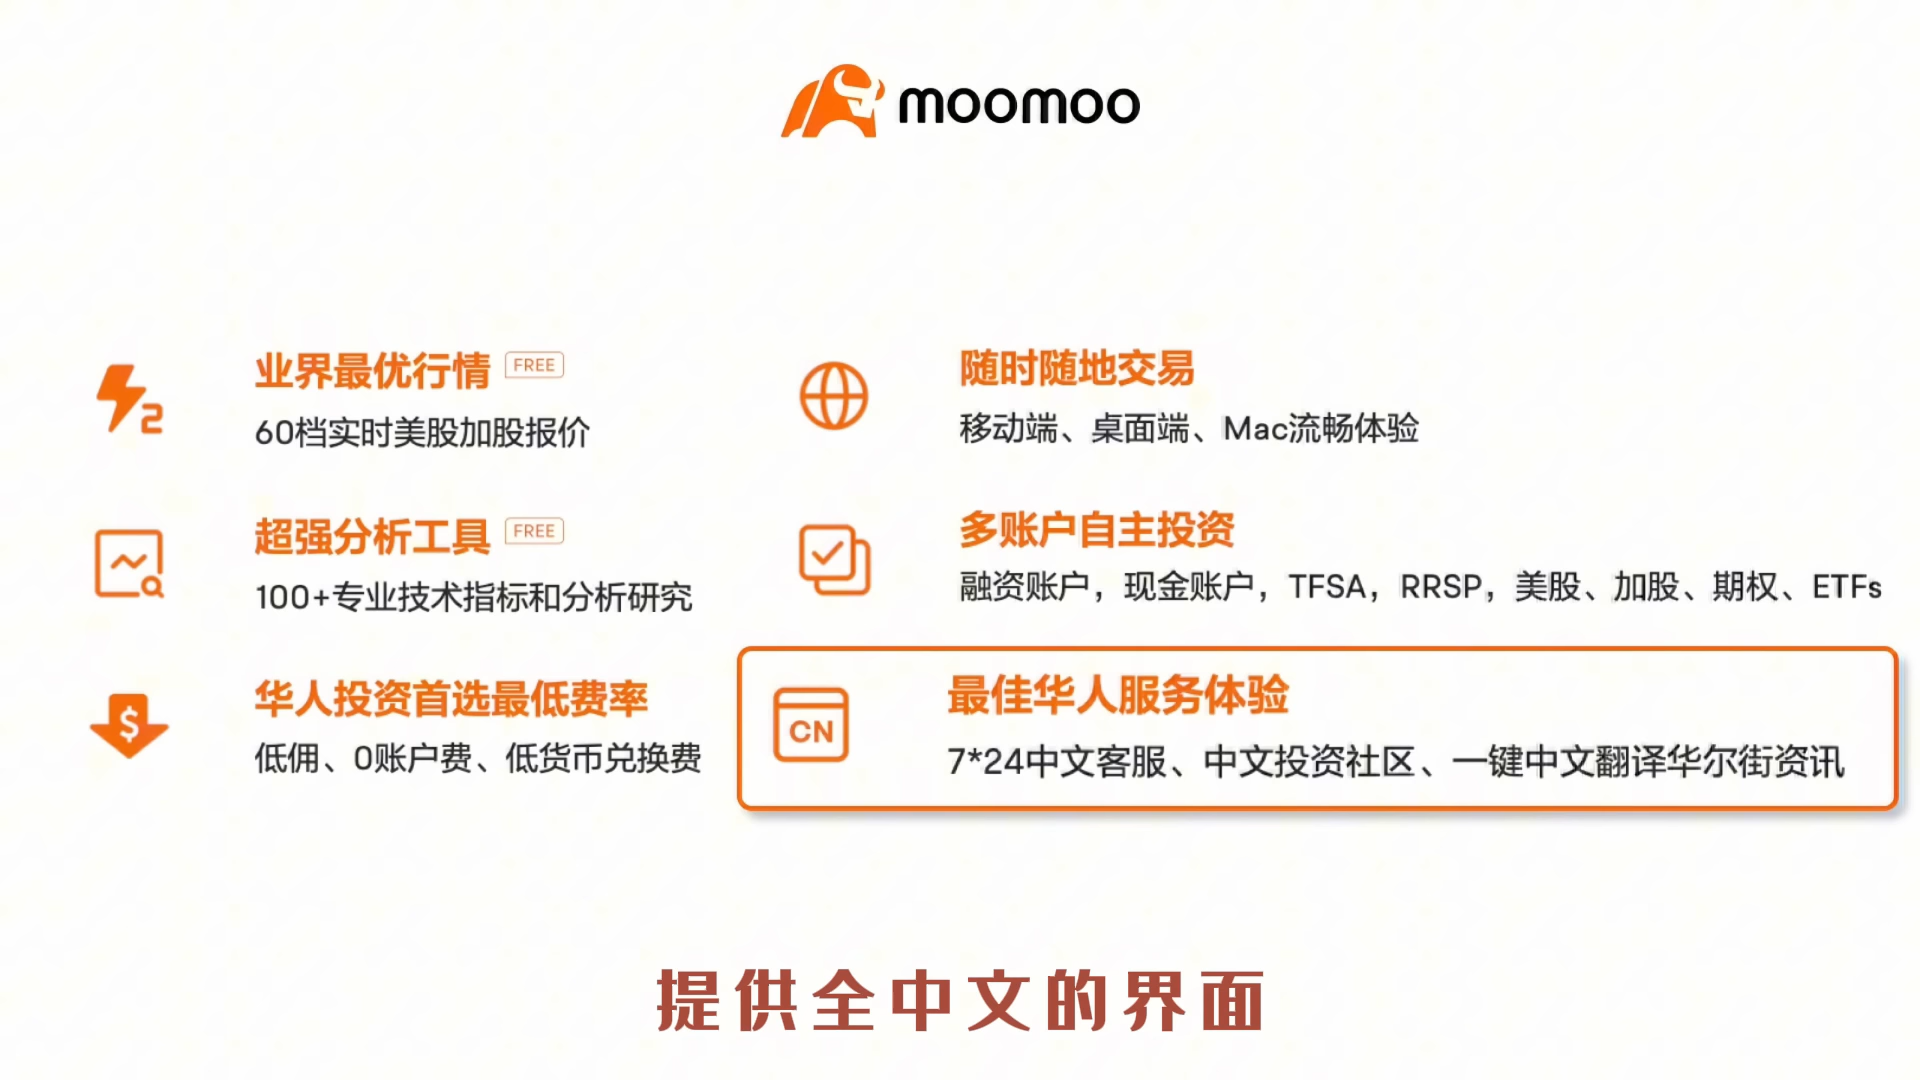 moomoo
业界最优行情 FREE
60档实时美股加股报价
超强分析工具 FREE
100+专业技术指标和分析研究
华人投资首选最低费率
低佣、0账户费、低货币兑换费
随时随地交易
移动端、桌面端、Mac流畅体验
多账户自主投资
融资账户，现金账户，TFSA，RRSP，美股、加股、期权、ETFs
CN
最佳华人服务体验
7*24中文客服、中文投资社区、一键中文翻译华尔街资讯
提供全中文的界面